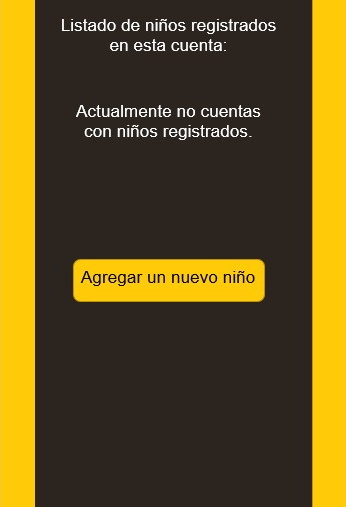 Listado de niños registrados
en esta cuenta:
Actualmente no cuentas
con niños registrados.
Agregar un nuevo niño